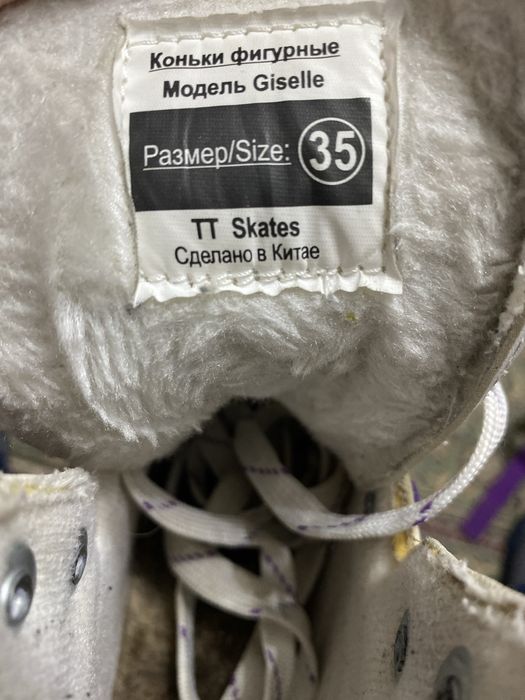 Коньки фигурные
Модель Giselle
Размер/Size: 35
TT Skates
Сделано в Китае